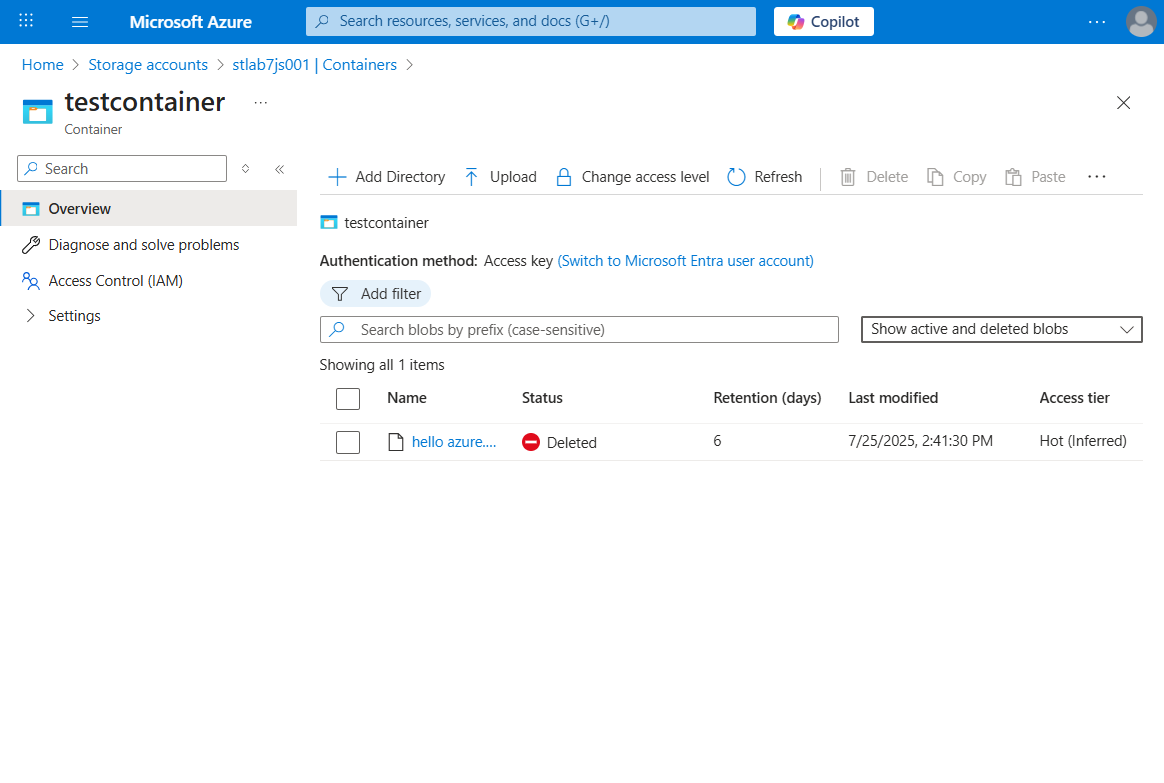 Microsoft Azure
Search resources, services, and docs (G+/)
Copilot
Home > Storage accounts > stlab7js001 | Containers >
testcontainer
Container
Search
Overview
Diagnose and solve problems
Access Control (IAM)
Settings
Add Directory Upload Change access level Refresh Delete Copy Paste
testcontainer
Authentication method: Access key (Switch to Microsoft Entra user account)
Add filter
Search blobs by prefix (case-sensitive) Show active and deleted blobs
Showing all 1 items
Name Status Retention (days) Last modified Access tier
hello azure.... Deleted 6 7/25/2025, 2:41:30 PM Hot (Inferred)